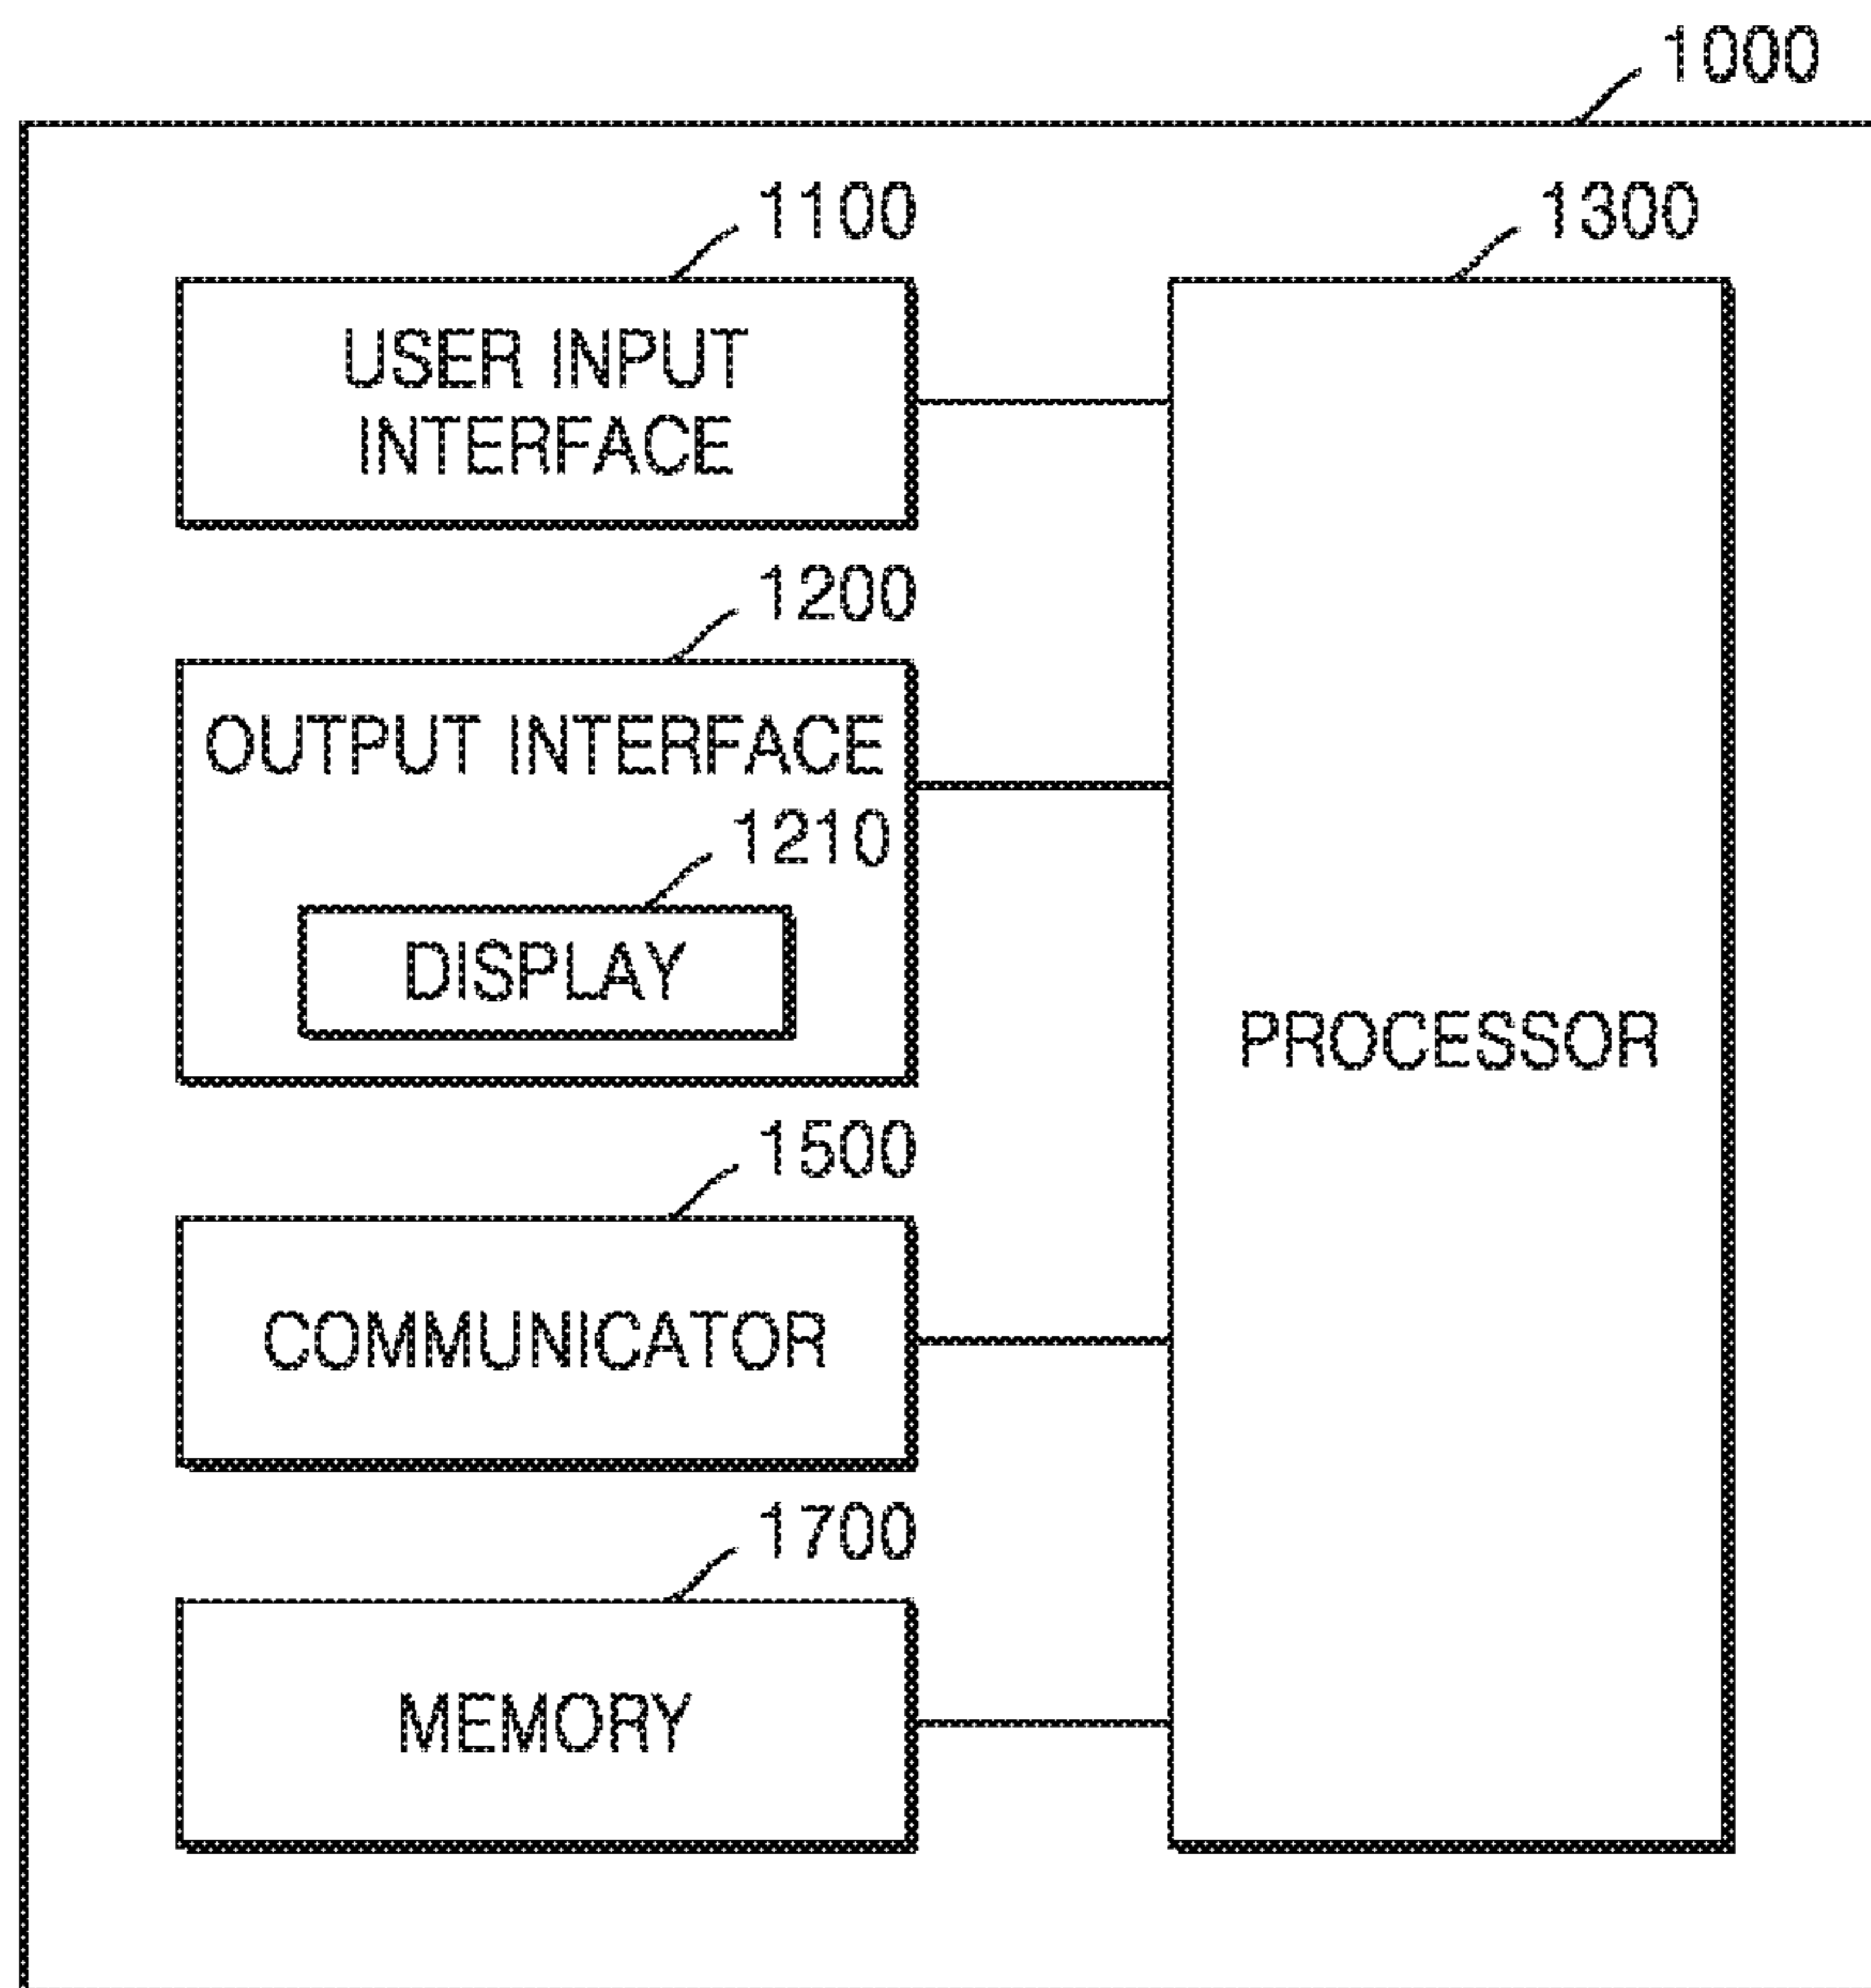 1000
1100
1300
USER INPUT
INTERFACE
1200
OUTPUT INTERFACE
1210
DISPLAY
PROCESSOR
1500
COMMUNICATOR
1700
MEMORY